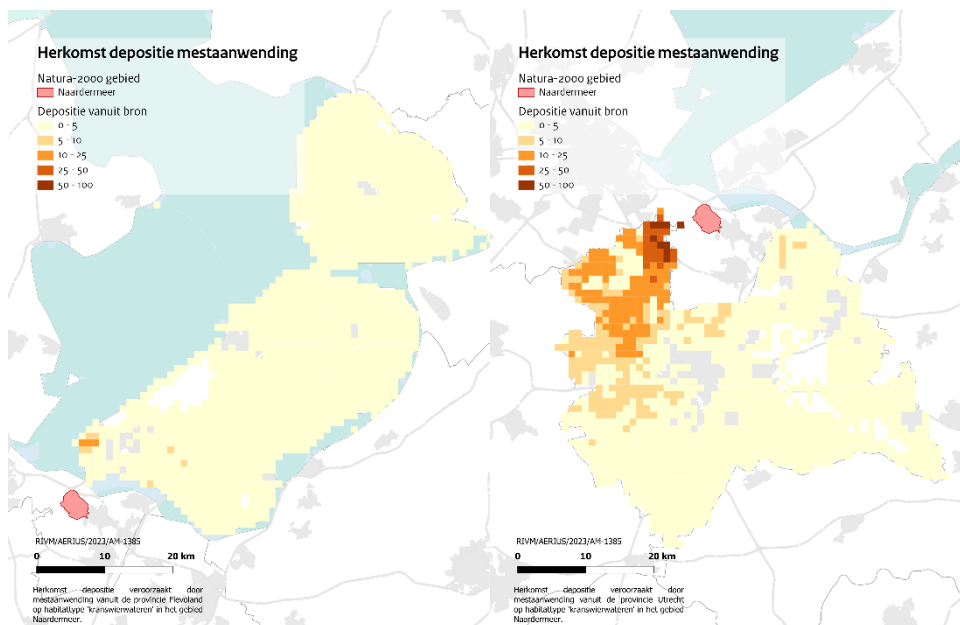 Herkomst depositie mestaanwending
Natura-2000 gebied
Naardermeer
Depositie vanuit bron
0 - 5
5 - 10
10 - 25
25 - 50
50 - 100
RIVM/AERIUS/2023/AM-1385
0 10 20 km
Herkomst depositie veroorzaakt door
mestaanwending vanuit de provincie Flevoland
op habitattype 'kranswierwateren' in het gebied
Naardermeer.
Herkomst depositie mestaanwending
Natura-2000 gebied
Naardermeer
Depositie vanuit bron
0 - 5
5 - 10
10 - 25
25 - 50
50 - 100
RIVM/AERIUS/2023/AM-1385
0 10 20 km
Herkomst depositie veroorzaakt door
mestaanwending vanuit de provincie Utrecht
op habitattype 'kranswierwateren' in het gebied
Naardermeer.